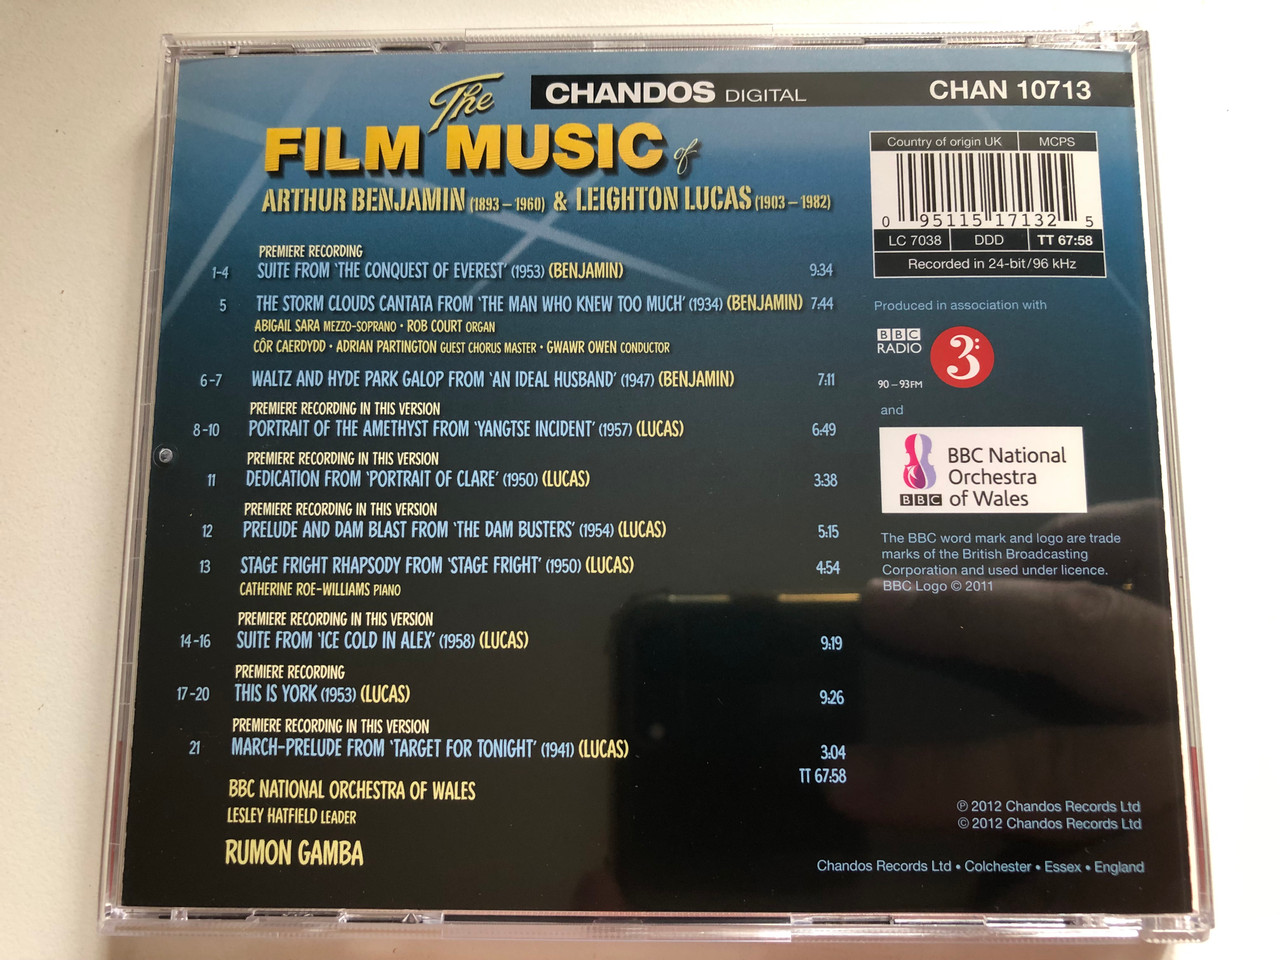 CHANDOS DIGITAL CHAN 10713
The
FILM MUSIC of
ARTHUR BENJAMIN (1893 – 1960) & LEIGHTON LUCAS (1903 – 1982)
PREMIERE RECORDING
1-4 SUITE FROM 'THE CONQUEST OF EVEREST' (1953) (BENJAMIN) 9:34
5 THE STORM CLOUDS CANTATA FROM 'THE MAN WHO KNEW TOO MUCH' (1934) (BENJAMIN) 7:44
ABIGAIL SARA MEZZO-SOPRANO • ROB COURT ORGAN
CÔR CAERDYDD • ADRIAN PARTINGTON GUEST CHORUS MASTER • GWAWR OWEN CONDUCTOR
6-7 WALTZ AND HYDE PARK GALOP FROM 'AN IDEAL HUSBAND' (1947) (BENJAMIN) 7:11
PREMIERE RECORDING IN THIS VERSION
8-10 PORTRAIT OF THE AMETHYST FROM 'YANGTSE INCIDENT' (1957) (LUCAS) 6:49
PREMIERE RECORDING IN THIS VERSION
11 DEDICATION FROM 'PORTRAIT OF CLARE' (1950) (LUCAS) 3:38
PREMIERE RECORDING IN THIS VERSION
12 PRELUDE AND DAM BLAST FROM 'THE DAM BUSTERS' (1954) (LUCAS) 5:15
13 STAGE FRIGHT RHAPSODY FROM 'STAGE FRIGHT' (1950) (LUCAS) 4:54
CATHERINE ROE-WILLIAMS PIANO
PREMIERE RECORDING IN THIS VERSION
14-16 SUITE FROM 'ICE COLD IN ALEX' (1958) (LUCAS) 9:19
PREMIERE RECORDING
17-20 THIS IS YORK (1953) (LUCAS) 9:26
PREMIERE RECORDING IN THIS VERSION
21 MARCH-PRELUDE FROM 'TARGET FOR TONIGHT' (1941) (LUCAS) 3:04
TT 67:58
BBC NATIONAL ORCHESTRA OF WALES
LESLEY HATFIELD LEADER
RUMON GAMBA
Country of origin UK MCPS
0 95115 17132 5
LC 7038 DDD TT 67:58
Recorded in 24-bit/96 kHz
Produced in association with
BBC
RADIO 3:
90 – 93 FM
and
BBC National
Orchestra
BBC of Wales
The BBC word mark and logo are trade
marks of the British Broadcasting
Corporation and used under licence.
BBC Logo © 2011
℗ 2012 Chandos Records Ltd
© 2012 Chandos Records Ltd
Chandos Records Ltd • Colchester • Essex • England